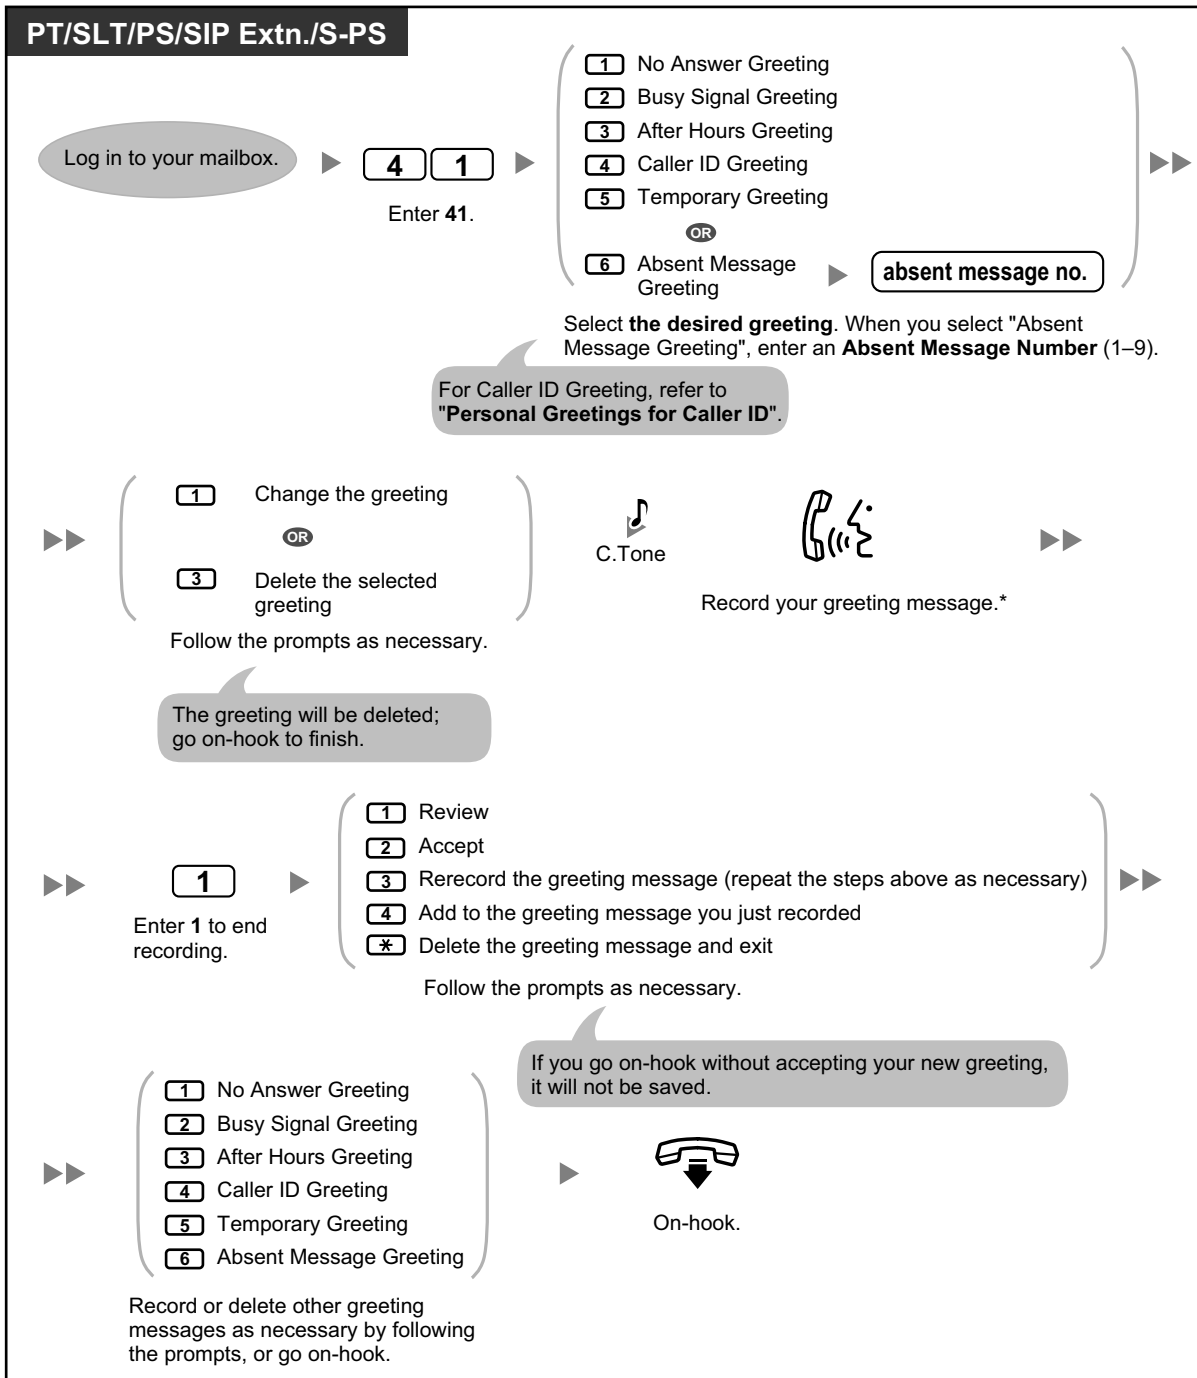 PT/SLT/PS/SIP Extn./S-PS
Log in to your mailbox.
4 1
Enter 41.
1 No Answer Greeting
2 Busy Signal Greeting
3 After Hours Greeting
4 Caller ID Greeting
5 Temporary Greeting
OR
6 Absent Message
Greeting
absent message no.
Select the desired greeting. When you select "Absent
Message Greeting", enter an Absent Message Number (1–9).
For Caller ID Greeting, refer to
"Personal Greetings for Caller ID".
1 Change the greeting
OR
3 Delete the selected
greeting
Follow the prompts as necessary.
The greeting will be deleted;
go on-hook to finish.
C.Tone
Record your greeting message.*
1
Enter 1 to end
recording.
1 Review
2 Accept
3 Rerecord the greeting message (repeat the steps above as necessary)
4 Add to the greeting message you just recorded
* Delete the greeting message and exit
Follow the prompts as necessary.
If you go on-hook without accepting your new greeting,
it will not be saved.
1 No Answer Greeting
2 Busy Signal Greeting
3 After Hours Greeting
4 Caller ID Greeting
5 Temporary Greeting
6 Absent Message Greeting
Record or delete other greeting
messages as necessary by following
the prompts, or go on-hook.
On-hook.